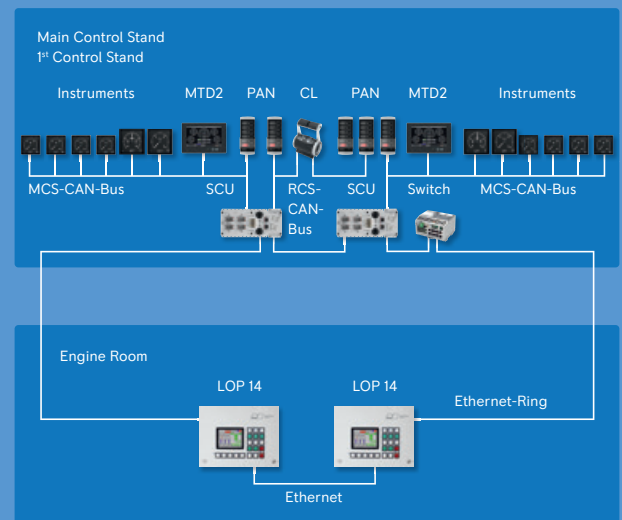 Main Control Stand
1st Control Stand
Instruments
MTD2
PAN
CL
PAN
MTD2
Instruments
MCS-CAN-Bus
SCU
RCS-
CAN-
Bus
SCU
Switch
MCS-CAN-Bus
Engine Room
LOP 14
LOP 14
Ethernet-Ring
Ethernet